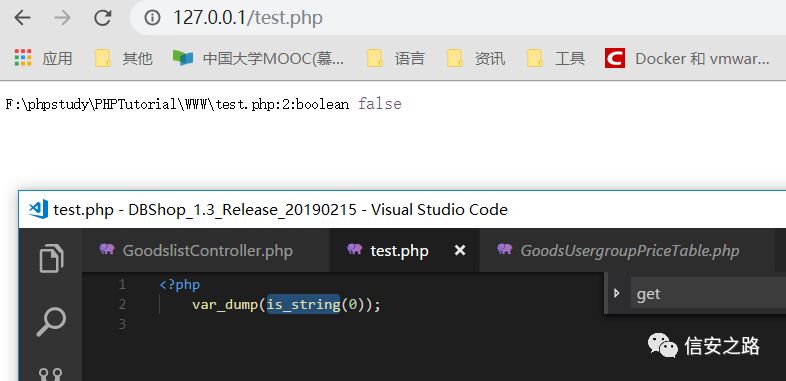 127.0.0.1/test.php
应用 其他 中国大学MOOC(慕... 语言 资讯 工具 C Docker 和 vmwar...
F:\phpstudy\PHPTutorial\WWW\test.php:2:boolean false
test.php - DBShop_1.3_Release_20190215 - Visual Studio Code
GoodslistController.php test.php GoodsUsergroupPriceTable.php
1 <?php
2 var_dump(is_string(0));
3
get
信安之路